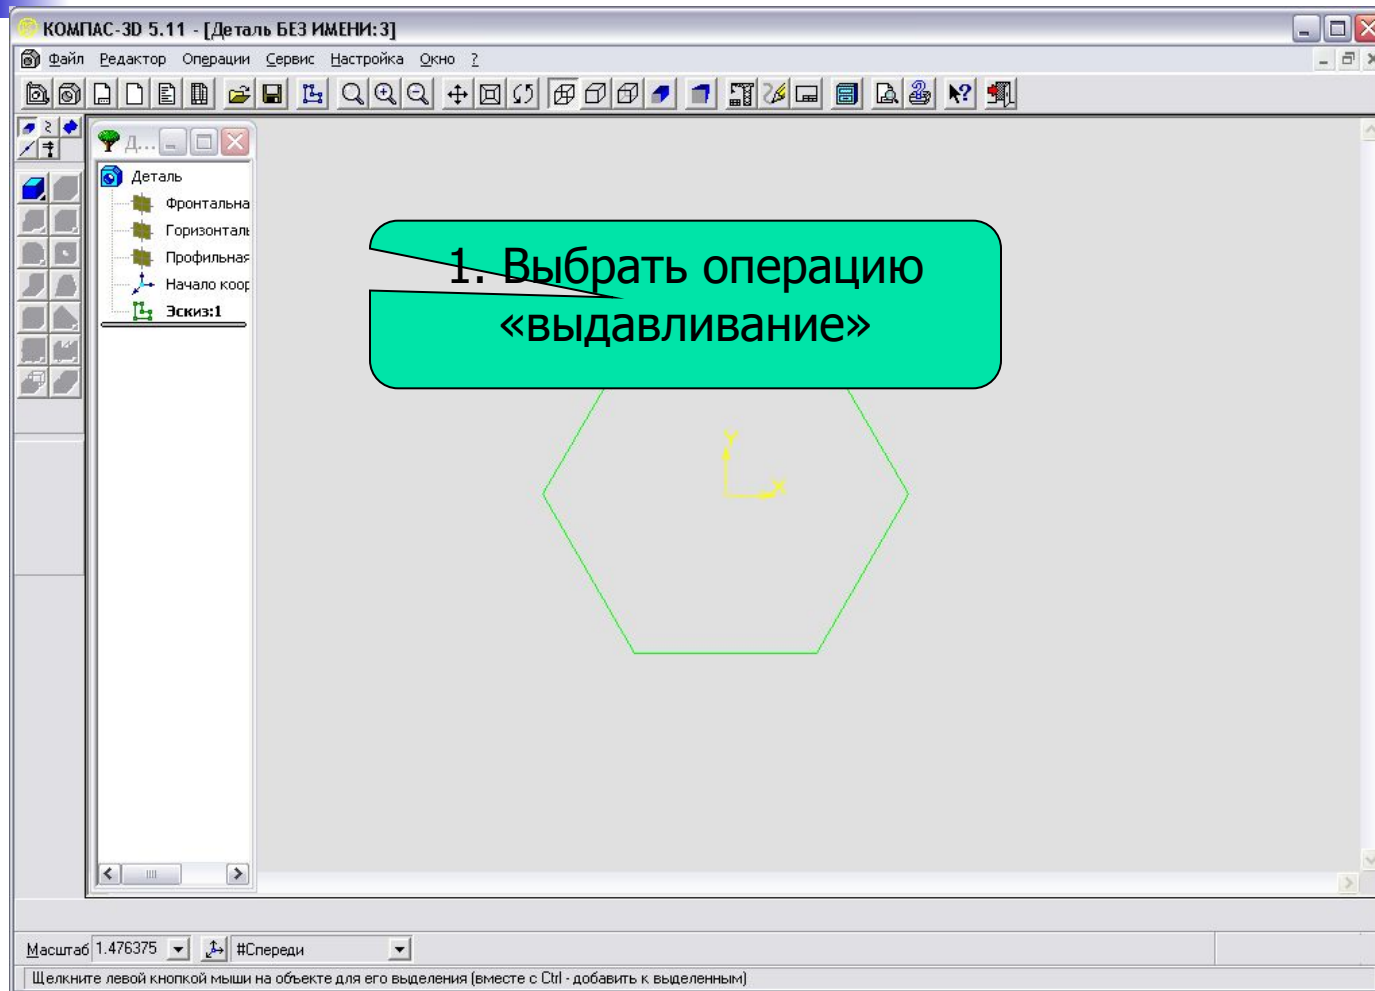 КОМПАС-3D 5.11 - [Деталь БЕЗ ИМЕНИ:3]
Файл Редактор Операции Сервис Настройка Окно ?
Д...
Деталь
Фронтальна
Горизонталь
Профильная
Начало коор
Эскиз:1
1. Выбрать операцию
«выдавливание»
Y
X
Масштаб 1.476375 #Спереди
Щелкните левой кнопкой мыши на объекте для его выделения (вместе с Ctrl - добавить к выделенным)